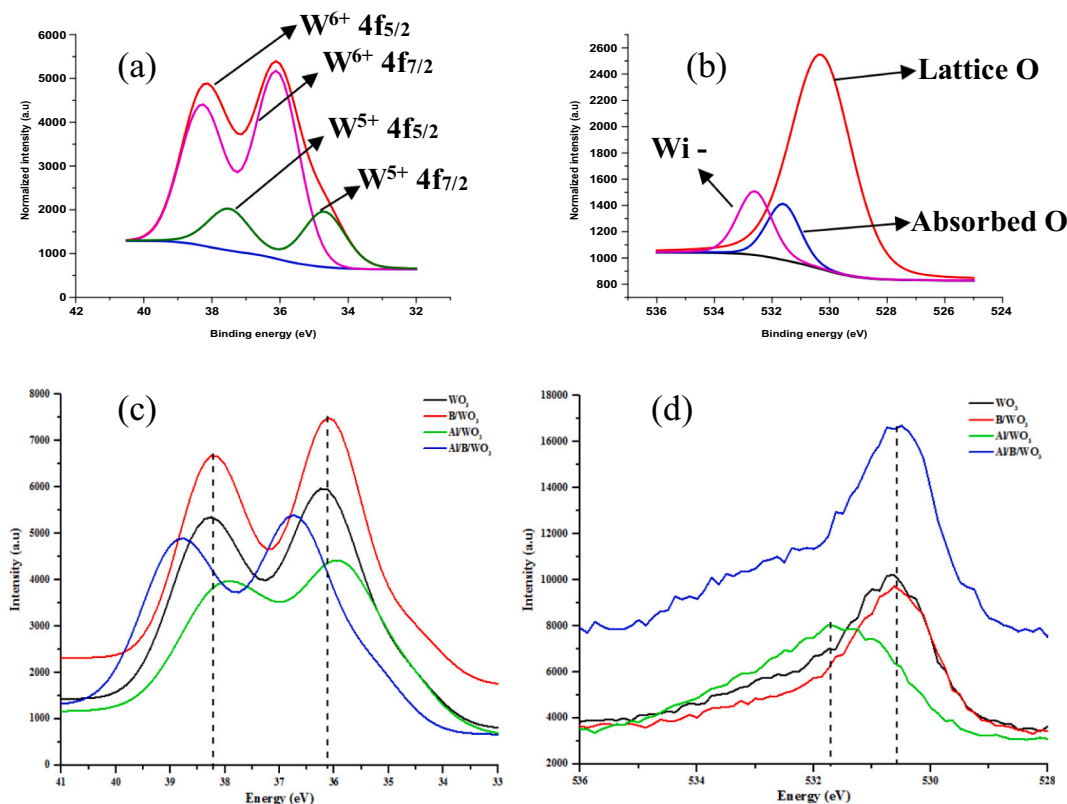 (a)
W⁶⁺ 4f5/2
W⁶⁺ 4f7/2
W⁵⁺ 4f5/2
W⁵⁺ 4f7/2
Normalized intensity (a.u)
6000
5000
4000
3000
2000
1000
0
42 40 38 36 34 32
Binding energy (eV)
(b)
Lattice O
Wi -
Absorbed O
Normalized intensity (a.u)
2600
2400
2200
2000
1800
1600
1400
1200
1000
800
536 534 532 530 528 526 524
Binding energy (eV)
(c)
WO₃
B/WO₃
Al/WO₃
Al/B/WO₃
Intensity (a.u)
8000
7000
6000
5000
4000
3000
2000
1000
0
41 40 39 38 37 36 35 34 33
Energy (eV)
(d)
WO₃
B/WO₃
Al/WO₃
Al/B/WO₃
Intensity (a.u)
18000
16000
14000
12000
10000
8000
6000
4000
2000
536 534 532 530 528
Energy (eV)